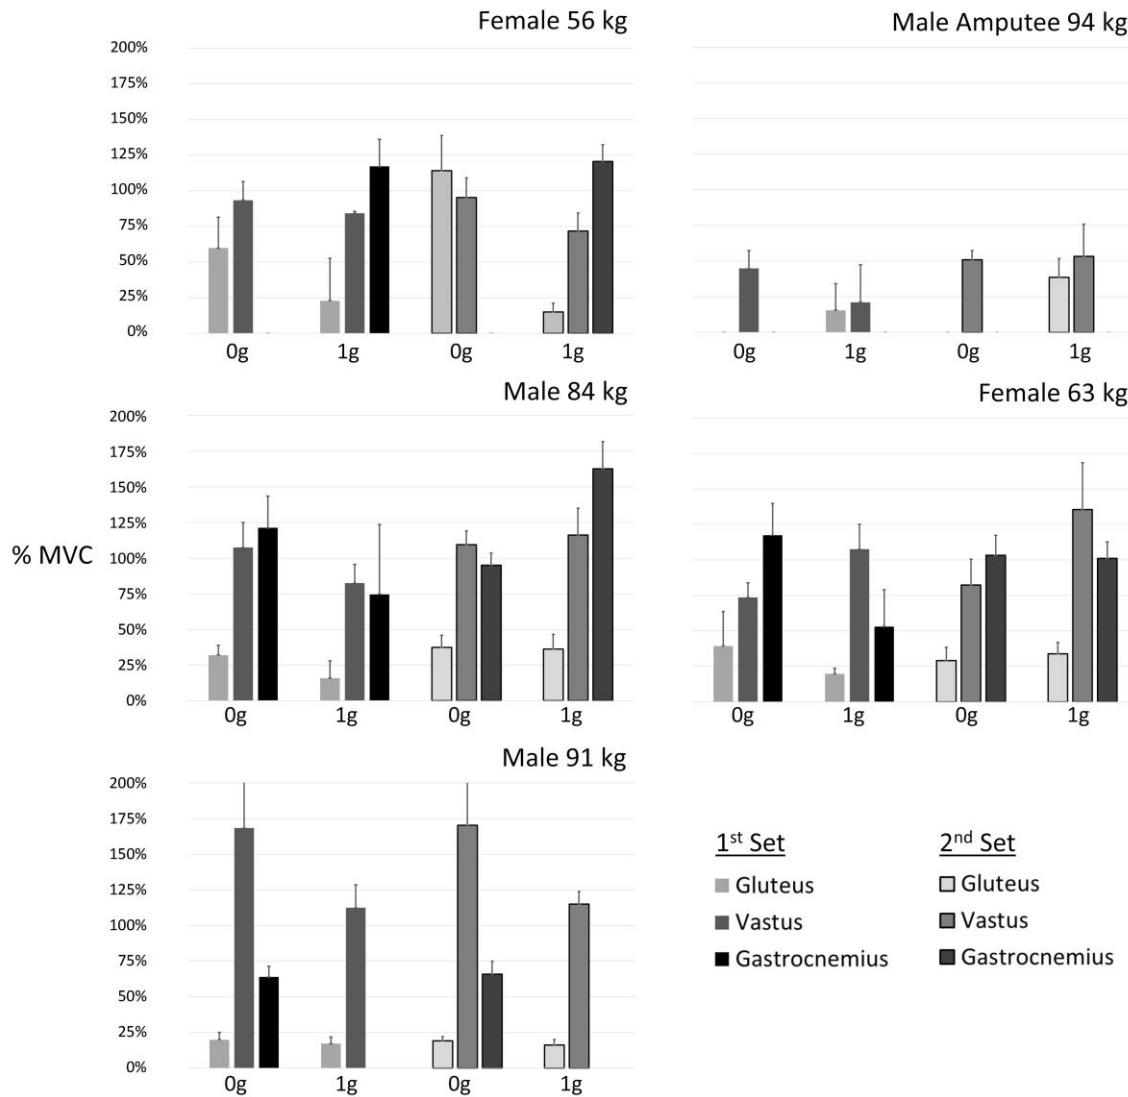 Female 56 kg
200%
175%
150%
125%
100%
75%
50%
25%
0%
0g 1g 0g 1g
Male Amputee 94 kg
0g 1g 0g 1g
% MVC
Male 84 kg
200%
175%
150%
125%
100%
75%
50%
25%
0%
0g 1g 0g 1g
Female 63 kg
0g 1g 0g 1g
Male 91 kg
200%
175%
150%
125%
100%
75%
50%
25%
0%
0g 1g 0g 1g
1st Set
Gluteus
Vastus
Gastrocnemius
2nd Set
Gluteus
Vastus
Gastrocnemius